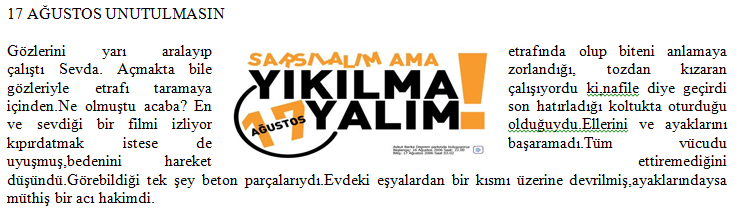 17 AĞUSTOS UNUTULMASIN
Gözlerini yarı aralayıp etrafında olup biteni anlamaya
çalıştı Sevda. Açmakta bile zorlandığı, tozdan kızaran
gözleriyle etrafı taramaya çalışıyordu ki,nafile diye geçirdi
içinden.Ne olmuştu acaba? En son hatırladığı koltukta oturduğu
ve sevdiği bir filmi izliyor olduğuydu.Ellerini ve ayaklarını
kıpırdatmak istese de başaramadı.Tüm vücudu
uyuşmuş,bedenini hareket ettiremediğini
düşündü.Görebildiği tek şey beton parçalarıydı.Evdeki eşyalardan bir kısmı üzerine devrilmiş,ayaklarındaysa
müthiş bir acı hakimdi.
SARSILALIM AMA
YIKILMA
YALIM!
17
AĞUSTOS